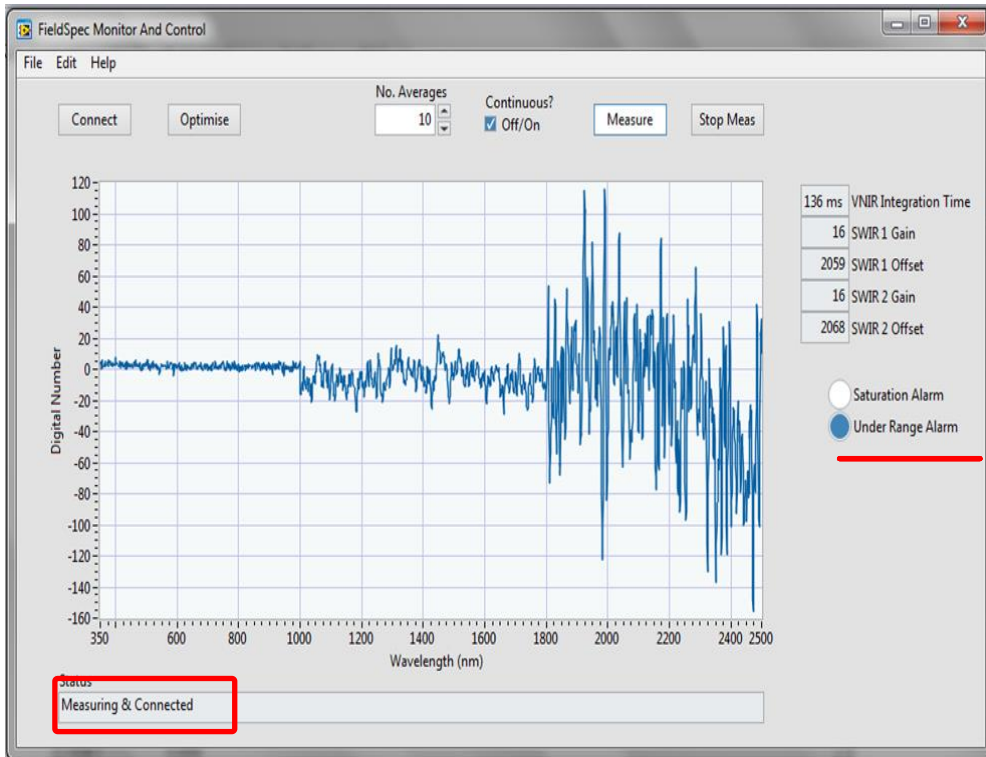 FieldSpec Monitor And Control
File Edit Help
Connect
Optimise
No. Averages
10
Continuous?
Off/On
Measure
Stop Meas
120
100
80
60
40
20
0
-20
-40
-60
-80
-100
-120
-140
-160
Digital Number
350 600 800 1000 1200 1400 1600 1800 2000 2200 2400 2500
Wavelength (nm)
136 ms VNIR Integration Time
16 SWIR 1 Gain
2059 SWIR 1 Offset
16 SWIR 2 Gain
2068 SWIR 2 Offset
Saturation Alarm
Under Range Alarm
Status
Measuring & Connected